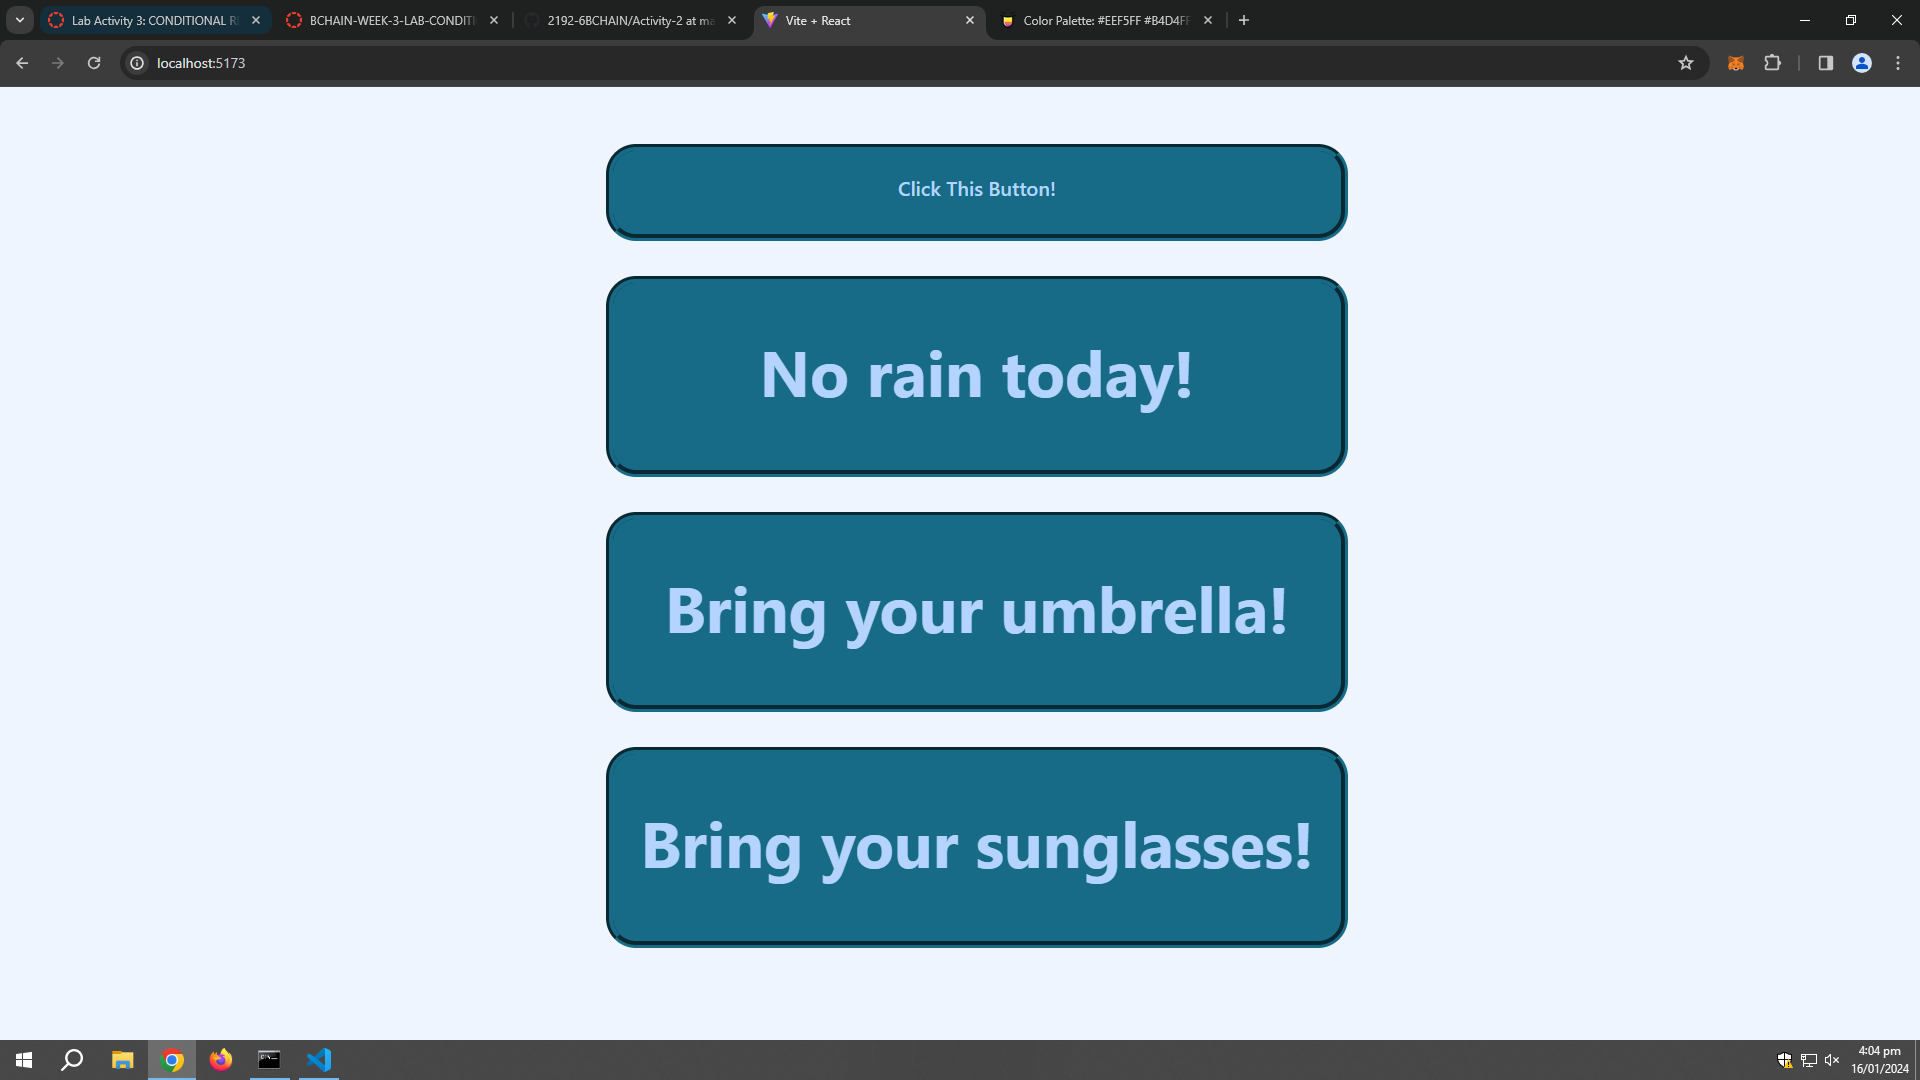 Lab Activity 3: CONDITIONAL R
BCHAIN-WEEK-3-LAB-CONDITI
2192-6BCHAIN/Activity-2 at ma
Vite + React
Color Palette: #EEF5FF #B4D4FF
localhost:5173
Click This Button!
No rain today!
Bring your umbrella!
Bring your sunglasses!
4:04 pm
16/01/2024